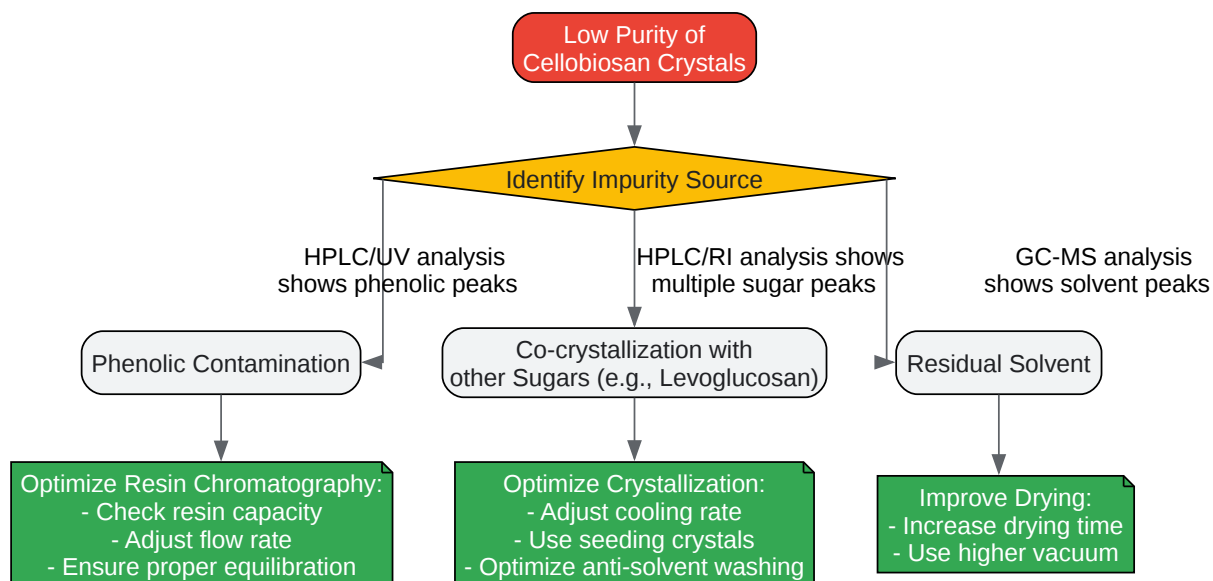 Low Purity of
Cellobiosan Crystals
Identify Impurity Source
HPLC/UV analysis
shows phenolic peaks
HPLC/RI analysis shows
multiple sugar peaks
GC-MS analysis
shows solvent peaks
Phenolic Contamination
Co-crystallization with
other Sugars (e.g., Levoglucosan)
Residual Solvent
Optimize Resin Chromatography:
- Check resin capacity
- Adjust flow rate
- Ensure proper equilibration
Optimize Crystallization:
- Adjust cooling rate
- Use seeding crystals
- Optimize anti-solvent washing
Improve Drying:
- Increase drying time
- Use higher vacuum